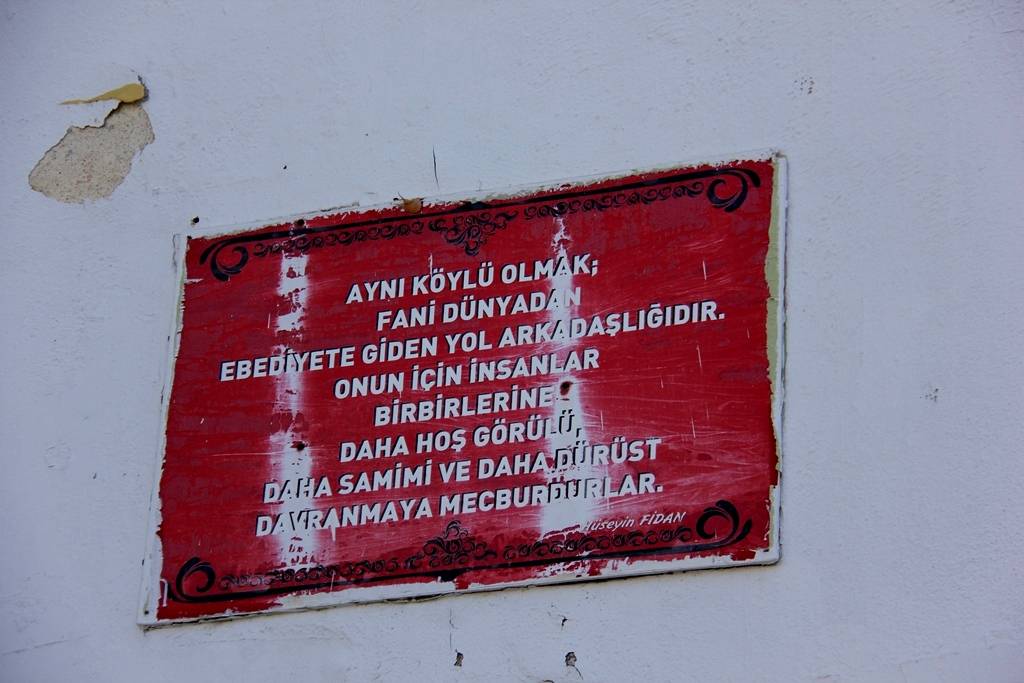 AYNI KÖYLÜ OLMAK;
FANİ DÜNYADAN
EBEDİYETE GİDEN YOL ARKADAŞLIĞIDIR.
ONUN İÇİN İNSANLAR
BİRBİRLERİNE
DAHA HOŞ GÖRÜLÜ,
DAHA SAMİMİ VE DAHA DÜRÜST
DAVRANMAYA MECBURDURLAR.
Hüseyin FİDAN